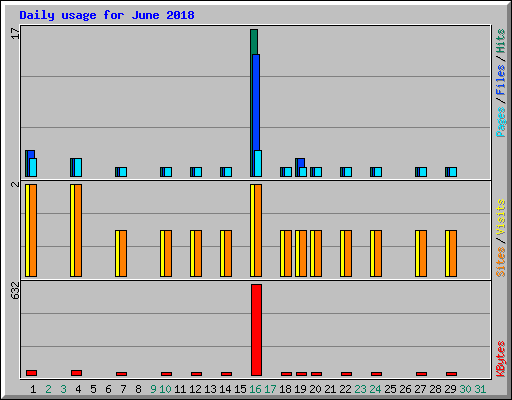 Daily usage for June 2018
17
2
632
Pages / Files / Hits
Sites / Visits
KBytes
1 2 3 4 5 6 7 8 9 10 11 12 13 14 15 16 17 18 19 20 21 22 23 24 25 26 27 28 29 30 31